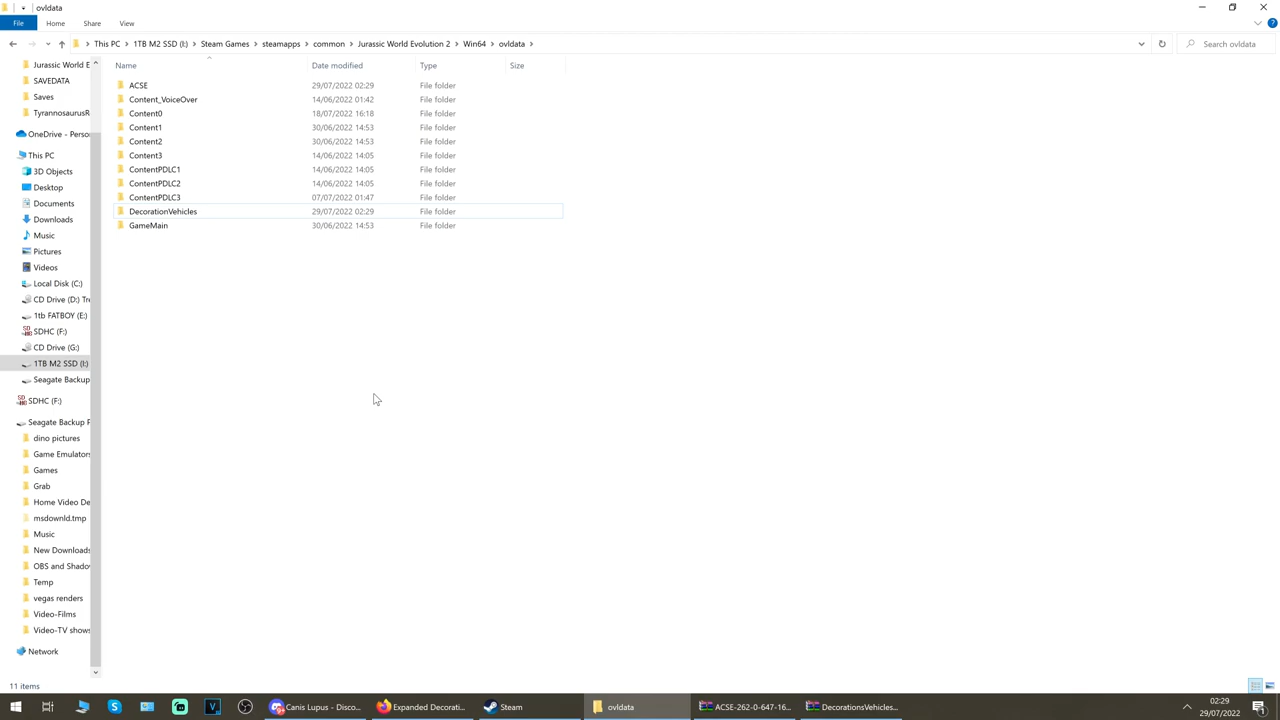 ovldata
File Home Share View
This PC 1TB M2 SSD (I:) Steam Games steamapps common Jurassic World Evolution 2 Win64 ovldata
Search ovldata
Name Date modified Type Size
Jurassic World E
SAVEDATA
Saves
TyrannosaurusR
OneDrive - Perso
This PC
3D Objects
Desktop
Documents
Downloads
Music
Pictures
Videos
Local Disk (C:)
CD Drive (D:) Tre
1tb FATBOY (E:)
SDHC (F:)
CD Drive (G:)
1TB M2 SSD (I:)
Seagate Backup
SDHC (F:)
Seagate Backup P
dino pictures
Game Emulators
Games
Grab
Home Video De
msdownld.tmp
Music
New Downloads
OBS and Shado
Temp
vegas renders
Video-Films
Video-TV shows
Network
ACSE 29/07/2022 02:29 File folder
Content_VoiceOver 14/06/2022 01:42 File folder
Content0 18/07/2022 16:18 File folder
Content1 30/06/2022 14:53 File folder
Content2 30/06/2022 14:53 File folder
Content3 14/06/2022 14:05 File folder
ContentPDLC1 14/06/2022 14:05 File folder
ContentPDLC2 14/06/2022 14:05 File folder
ContentPDLC3 07/07/2022 01:47 File folder
DecorationVehicles 29/07/2022 02:29 File folder
GameMain 30/06/2022 14:53 File folder
11 items
Canis Lupus - Disco... Expanded Decorati... Steam ovldata ACSE-262-0-647-16... DecorationsVehicles...
02:29
29/07/2022